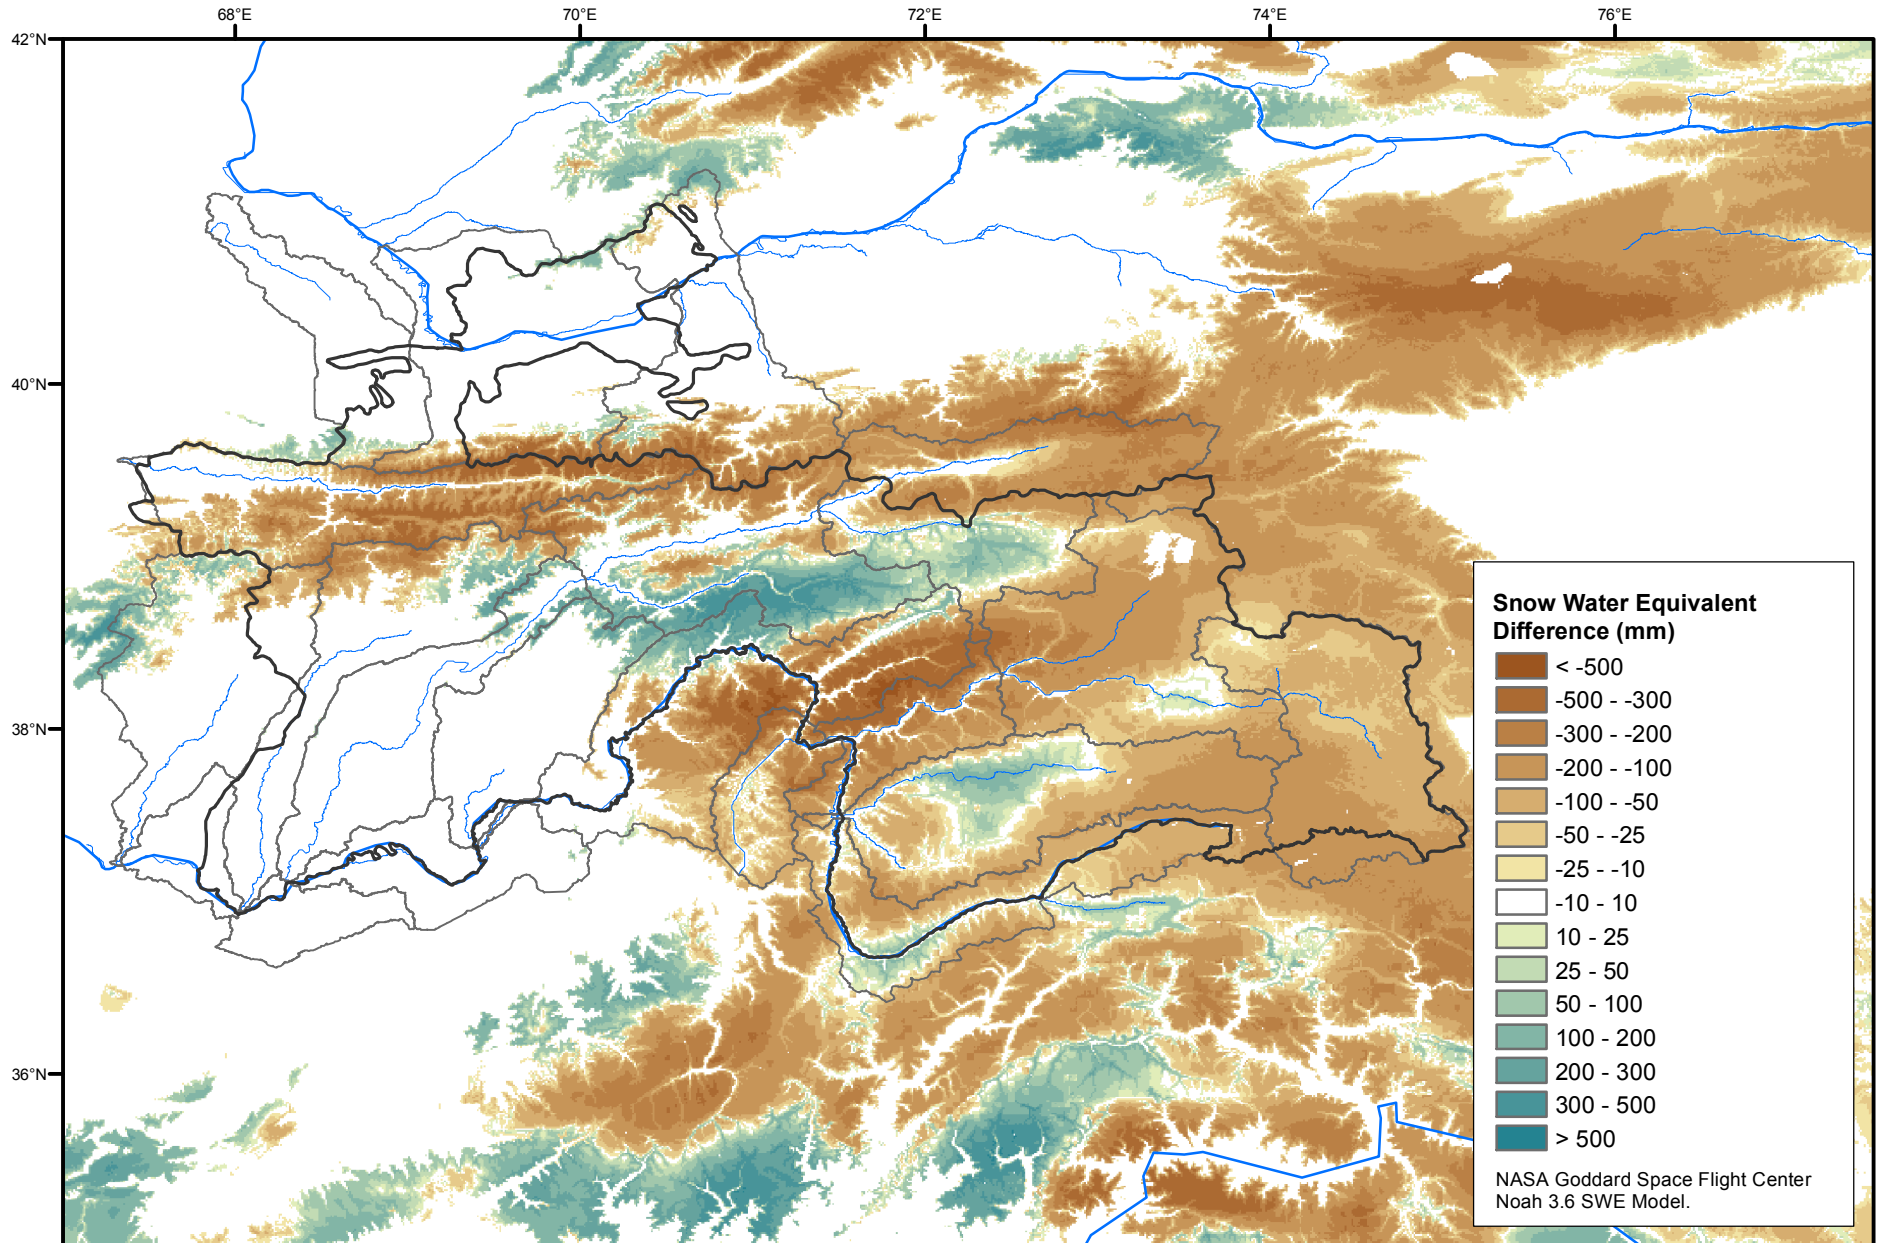 68°E
70°E
72°E
74°E
76°E
42°N
40°N
38°N
36°N
Snow Water Equivalent
Difference (mm)
< -500
-500 - -300
-300 - -200
-200 - -100
-100 - -50
-50 - -25
-25 - -10
-10 - 10
10 - 25
25 - 50
50 - 100
100 - 200
200 - 300
300 - 500
> 500
NASA Goddard Space Flight Center
Noah 3.6 SWE Model.